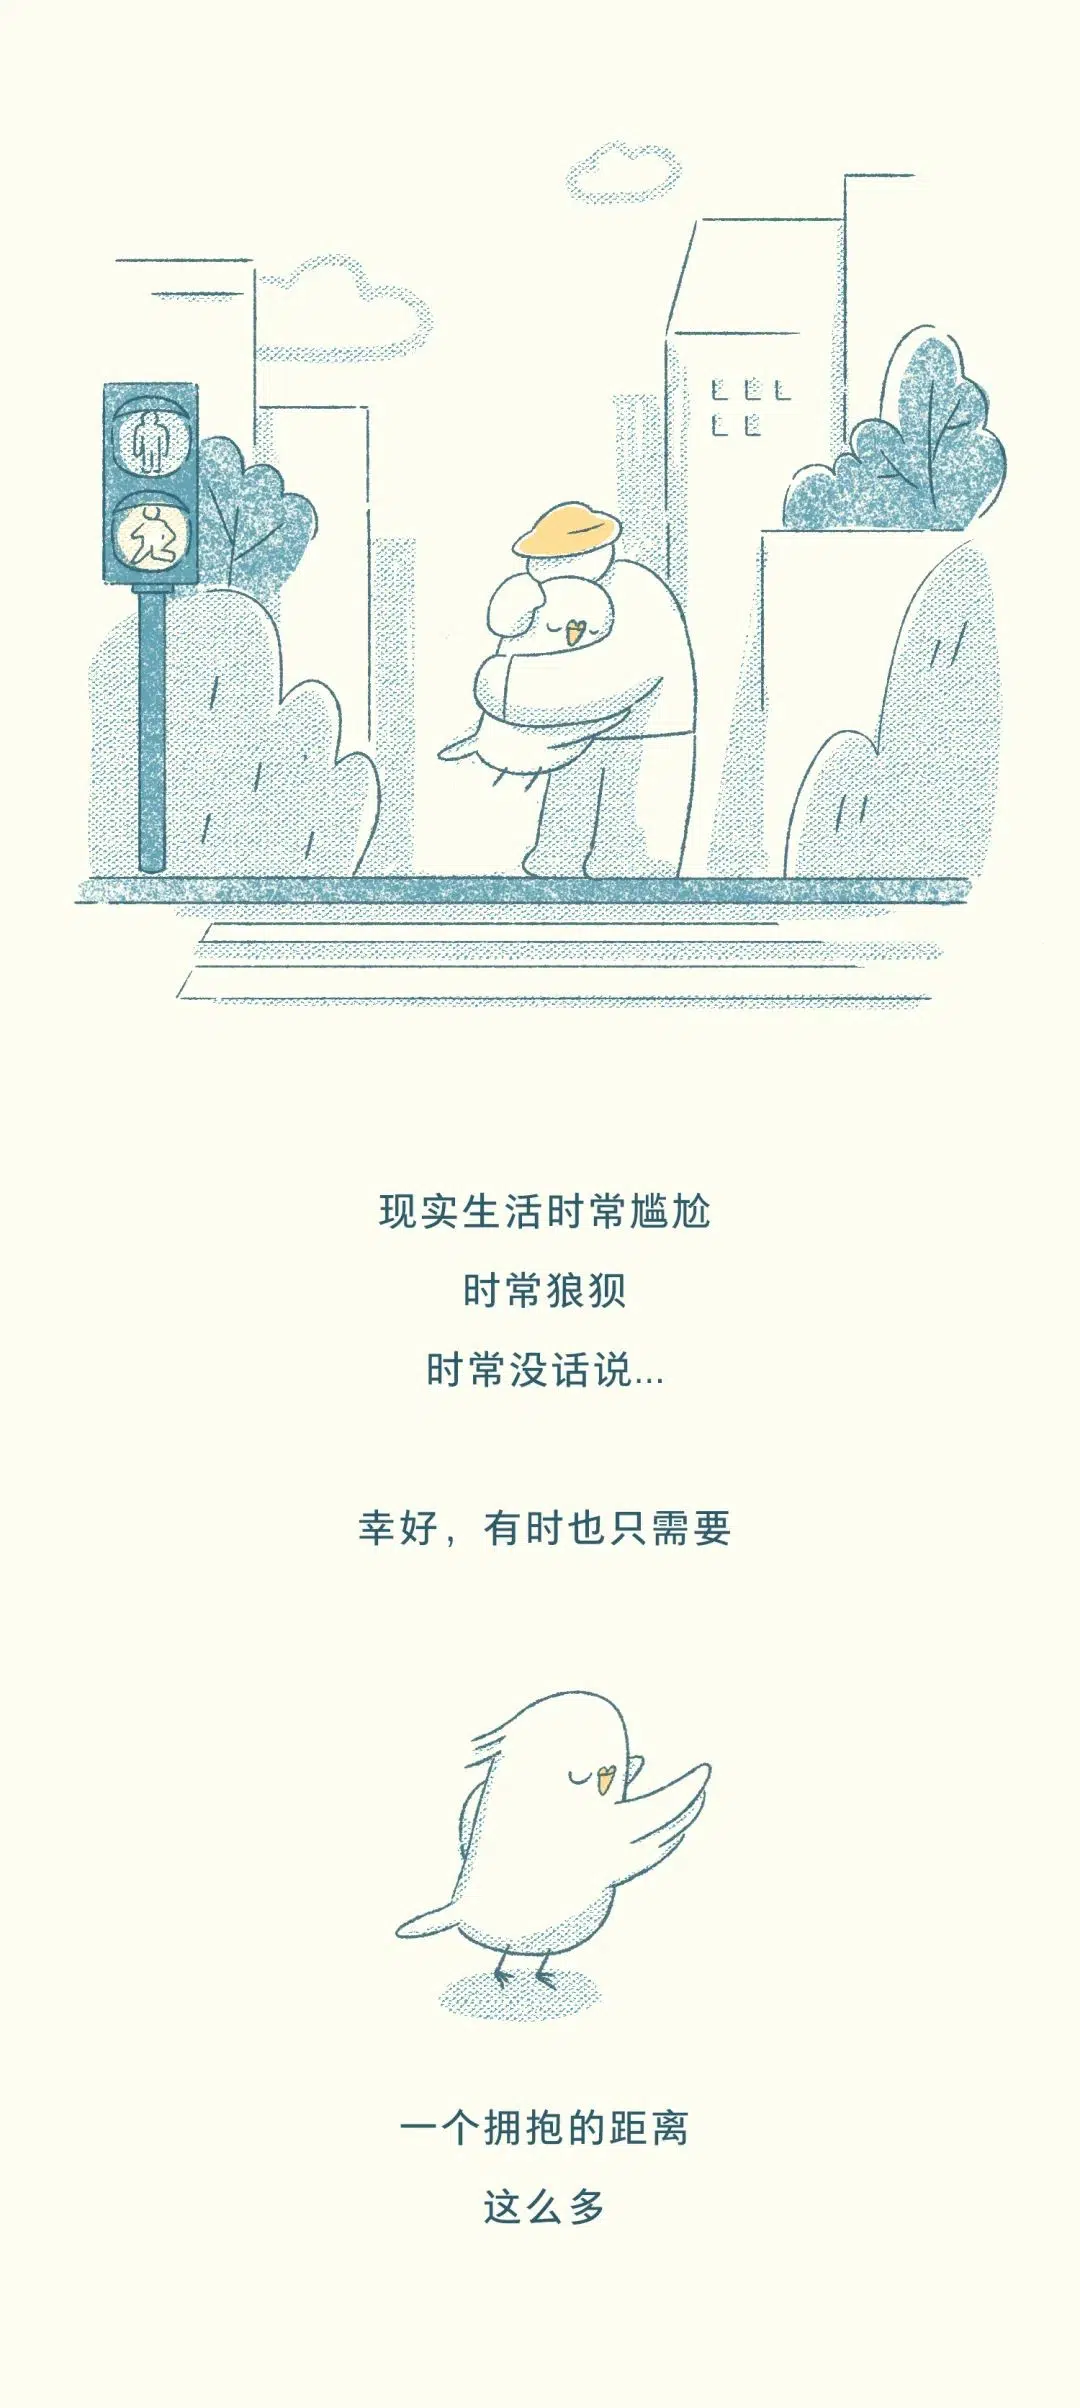 现实生活时常尴尬
时常狼狈
时常没话说...
幸好，有时也只需要
一个拥抱的距离
这么多